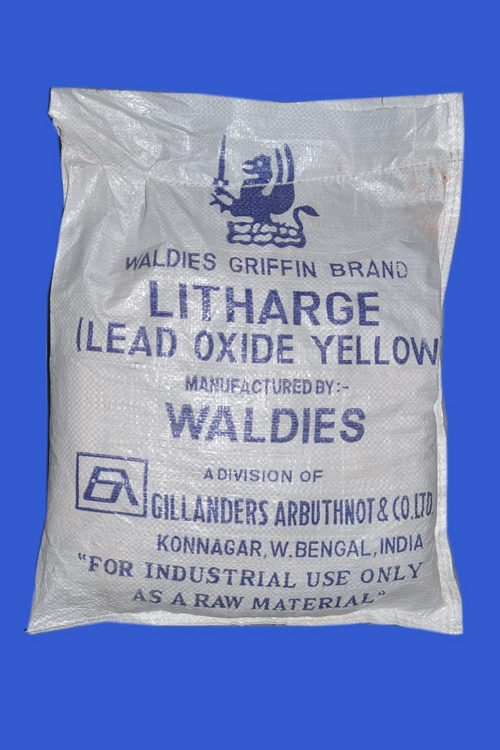 WALDIES GRIFFIN BRAND
LITHARGE
(LEAD OXIDE YELLOW
MANUFACTURED BY:-
WALDIES
A DIVISION OF
GILLANDERS ARBUTHNOT & CO. LTD
KONNAGAR, W. BENGAL, INDIA
"FOR INDUSTRIAL USE ONLY
AS A RAW MATERIAL"